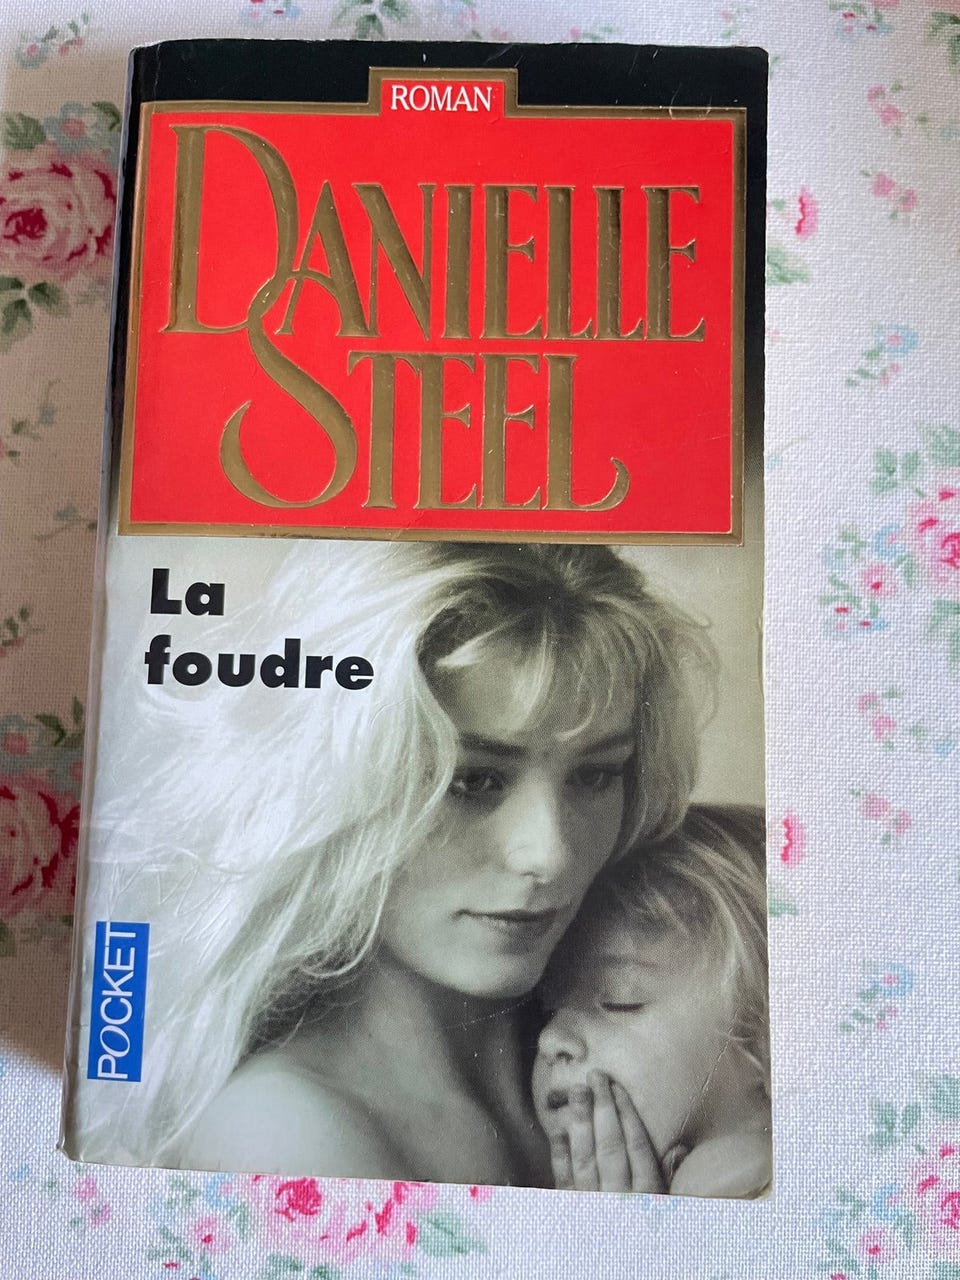 ROMAN
DANIELLE
STEEL
La
foudre
POCKET